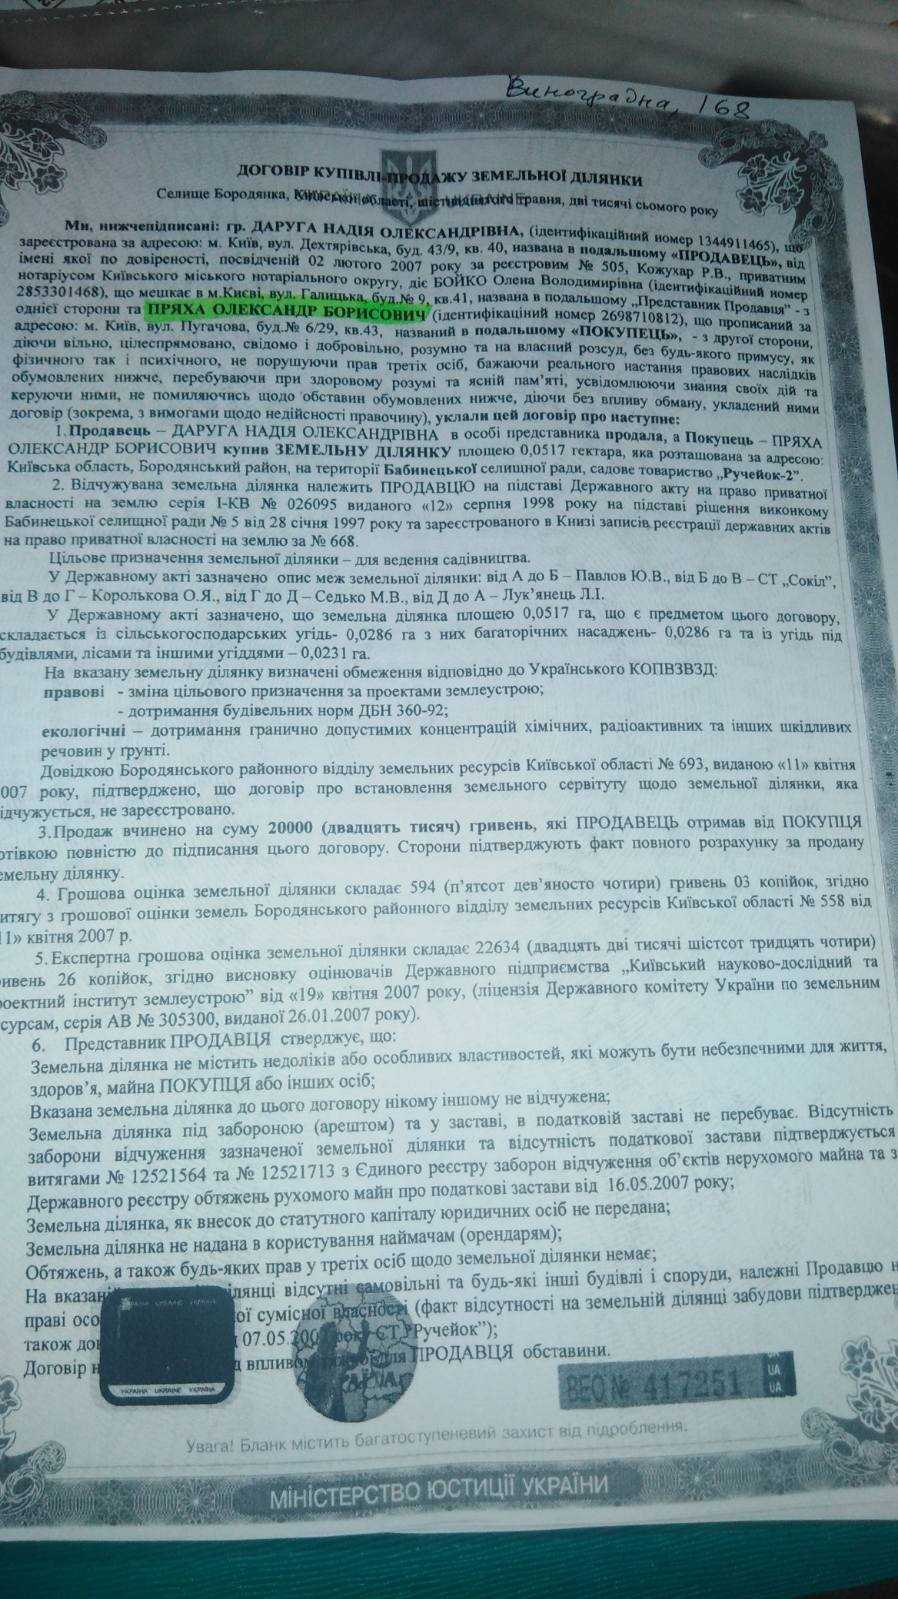 Виноградна, 168
ДОГОВІР КУПІВЛІ-ПРОДАЖУ ЗЕМЕЛЬНОЇ ДІЛЯНКИ
Селище Бородянка, Київської області, шістнадцятого травня, дві тисячі сьомого року
Ми, нижчепідписані: гр. ДАРУГА НАДІЯ ОЛЕКСАНДРІВНА, (ідентифікаційний номер 1344911465), що
зареєстрована за адресою: м. Київ, вул. Дехтярівська, буд. 43/9, кв. 40, названа в подальшому «ПРОДАВЕЦЬ», від
імені якої по довіреності, посвідченої 02 лютого 2007 року за реєстровим № 505, Кожухар Р.В., приватним
нотаріусом Київського міського нотаріального округу, діє БОЙКО Олена Володимирівна (ідентифікаційний номер
2853301468), що мешкає в м.Києві, вул. Галицька, буд.№ 9, кв.41, названа в подальшому „Представник Продавця" - з
однієї сторони та ПРЯХА ОЛЕКСАНДР БОРИСОВИЧ (ідентифікаціний номер 2698710812), що прописаний за
адресою: м. Київ, вул. Пугачова, буд.№ 6/29, кв.43, названий в подальшому «ПОКУПЕЦЬ», - з другої сторони,
діючи вільно, цілеспрямовано, свідомо і добровільно, розумно та на власний розсуд, без будь-якого примусу, як
фізичного так і психічного, не порушуючи прав третіх осіб, бажаючи реального настання правових наслідків
обумовлених нижче, перебуваючи при здоровому розумі та ясній пам'яті, усвідомлюючи знання своїх дій та
керуючи ними, не помиляючись щодо обставин обумовлених нижче, діючи без впливу обману, укладений ними
договір (зокрема, з вимогами щодо недійсності правочину), уклали цей договір про наступне:
1.Продавець – ДАРУГА НАДІЯ ОЛЕКСАНДРІВНА в особі представника продала, а Покупець – ПРЯХА
ОЛЕКСАНДР БОРИСОВИЧ купив ЗЕМЕЛЬНУ ДІЛЯНКУ площею 0,0517 гектара, яка розташована за адресою:
Київська область, Бородянський район, на території Бабинецької селищної ради, садове товариство „Ручейок-2".
2. Відчужувана земельна ділянка належить ПРОДАВЦЮ на підставі Державного акту на право приватної
власності на землю серія І-КВ № 026095 виданого «12» серпня 1998 року на підставі рішення виконкому
Бабинецької селищної ради № 5 від 28 січня 1997 року та зареєстрованого в Книзі записів реєстрації державних актів
на право приватної власності на землю за № 668.
Цільове призначення земельної ділянки – для ведення садівництва.
У Державному акті зазначено опис меж земельної ділянки: від А до Б – Павлов Ю.В., від Б до В – СТ „Сокіл",
від В до Г – Королькова О.Я., від Г до Д – Седько М.В., від Д до А – Лук'янець Л.І.
У Державному акті зазначено, що земельна ділянка площею 0,0517 га, що є предметом цього договору,
складається із сільськогосподарських угідь- 0,0286 га з них багаторічних насаджень- 0,0286 га та із угідь під
будівлями, лісами та іншими угіддями – 0,0231 га.
На вказану земельну ділянку визначені обмеження відповідно до Українського КОПВЗВЗД:
правові - зміна цільового призначення за проектами землеустрою;
- дотримання будівельних норм ДБН 360-92;
екологічні – дотримання гранично допустимих концентрацій хімічних, радіоактивних та інших шкідливих
речовин у ґрунті.
Довідкою Бородянського районного відділу земельних ресурсів Київської області № 693, виданою «11» квітня
007 року, підтверджено, що договір про встановлення земельного сервітуту щодо земельної ділянки, яка
ідчужується, не зареєстровано.
3.Продаж вчинено на суму 20000 (двадцять тисяч) гривень, які ПРОДАВЕЦЬ отримав від ПОКУПЦЯ
отівкою повністю до підписання цього договору. Сторони підтверджують факт повного розрахунку за продану
емельну ділянку.
4. Грошова оцінка земельної ділянки складає 594 (п'ятсот дев'яносто чотири) гривень 03 копійок, згідно
итягу з грошової оцінки земель Бородянського районного відділу земельних ресурсів Київської області № 558 від
11» квітня 2007 р.
5. Експертна грошова оцінка земельної ділянки складає 22634 (двадцять дві тисячі шістсот тридцять чотири)
ивень 26 копійок, згідно висновку оцінювачів Державного підприємства „Київський науково-дослідний та
роектний інститут землеустрою" від «19» квітня 2007 року, (ліцензія Державного комітету України по земельним
сурсам, серія АВ № 305300, виданої 26.01.2007 року).
6. Представник ПРОДАВЦЯ стверджує, що:
Земельна ділянка не містить недоліків або особливих властивостей, які можуть бути небезпечними для життя,
здоров'я, майна ПОКУПЦЯ або інших осіб;
Вказана земельна ділянка до цього договору нікому іншому не відчужена;
Земельна ділянка під забороною (арештом) та у заставі, в податковій заставі не перебуває. Відсутність
заборони відчуження зазначеної земельної ділянки та відсутність податкової застави підтверджується
витягами № 12521564 та № 12521713 з Єдиного реєстру заборон відчуження об'єктів нерухомого майна та з
Державного реєстру обтяжень рухомого майн про податкові застави від 16.05.2007 року;
Земельна ділянка, як внесок до статутного капіталу юридичних осіб не передана;
Земельна ділянка не надана в користування наймачам (орендарям);
Обтяжень, а також будь-яких прав у третіх осіб щодо земельної ділянки немає;
На вказаній ділянці відсутні самовільні та будь-які інші будівлі і споруди, належні Продавцю н
праві осо ої сумісної власності (факт відсутності на земельній ділянці забудови підтверджен
також до 07.05.2007 року СТ „Ручейок");
Договір н д впливом для ПРОДАВЦЯ обставини.
УКРАЇНА UKRAINE УКРАЇНА
ВЕО № 417251
UA
UA
Увага! Бланк містить багатоступеневий захист від підроблення.
МІНІСТЕРСТВО ЮСТИЦІЇ УКРАЇНИ